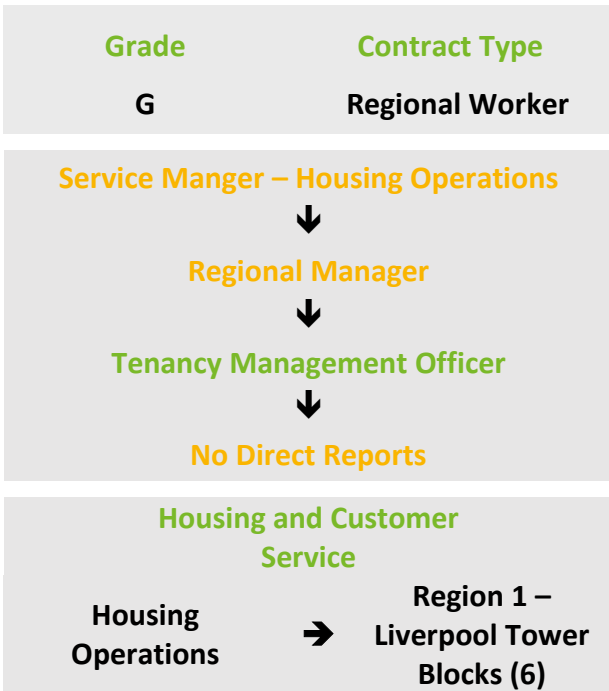 Grade Contract Type
G Regional Worker
Service Manger – Housing Operations
Regional Manager
Tenancy Management Officer
No Direct Reports
Housing and Customer
Service
Housing
Operations
Region 1 –
Liverpool Tower
Blocks (6)